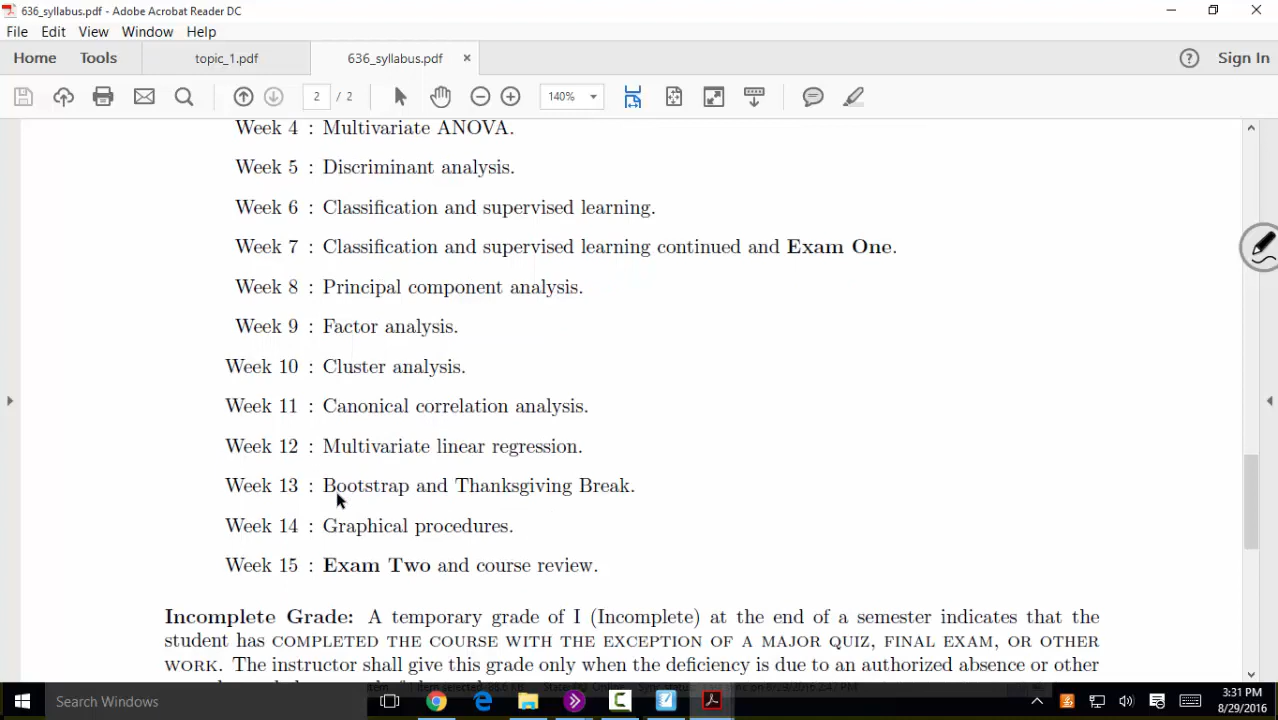 636_syllabus.pdf - Adobe Acrobat Reader DC
File Edit View Window Help
Home Tools topic_1.pdf 636_syllabus.pdf × Sign In
2 / 2 140%
Week 4 : Multivariate ANOVA.
Week 5 : Discriminant analysis.
Week 6 : Classification and supervised learning.
Week 7 : Classification and supervised learning continued and Exam One.
Week 8 : Principal component analysis.
Week 9 : Factor analysis.
Week 10 : Cluster analysis.
Week 11 : Canonical correlation analysis.
Week 12 : Multivariate linear regression.
Week 13 : Bootstrap and Thanksgiving Break.
Week 14 : Graphical procedures.
Week 15 : Exam Two and course review.
Incomplete Grade: A temporary grade of I (Incomplete) at the end of a semester indicates that the
student has COMPLETED THE COURSE WITH THE EXCEPTION OF A MAJOR QUIZ, FINAL EXAM, OR OTHER
WORK. The instructor shall give this grade only when the deficiency is due to an authorized absence or other
Search Windows
3:31 PM
8/29/2016